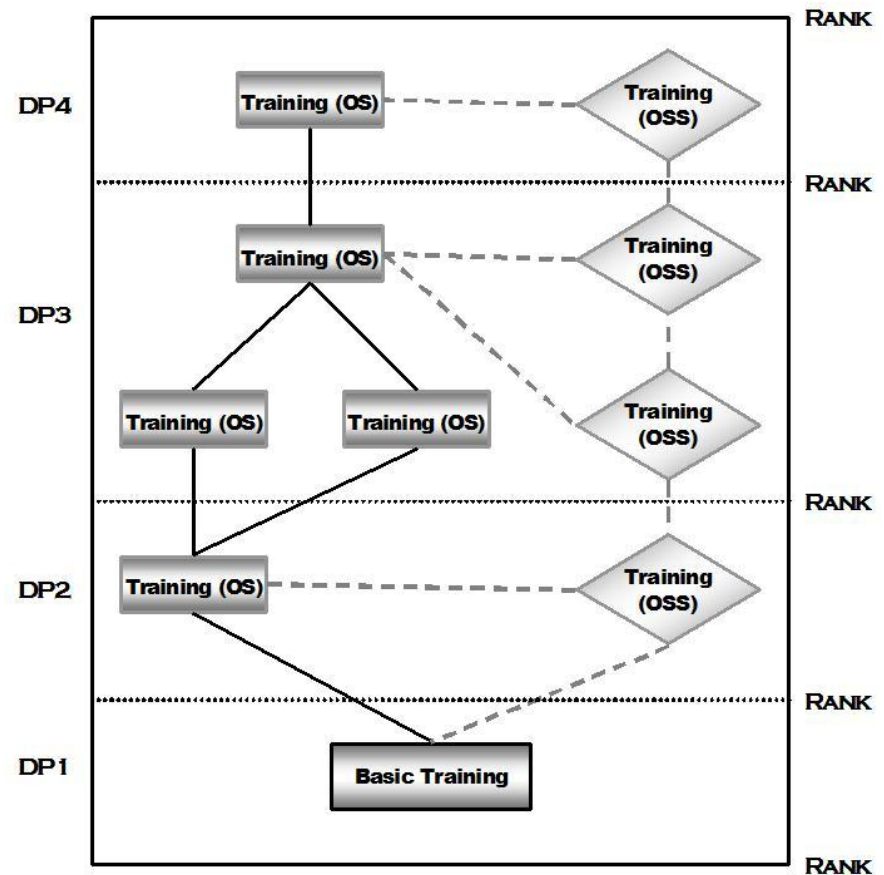 RANK
DP4
Training (OS)
Training
(OSS)
RANK
Training (OS)
Training
(OSS)
DP3
Training (OS)
Training (OS)
Training
(OSS)
RANK
DP2
Training (OS)
Training
(OSS)
RANK
DP1
Basic Training
RANK